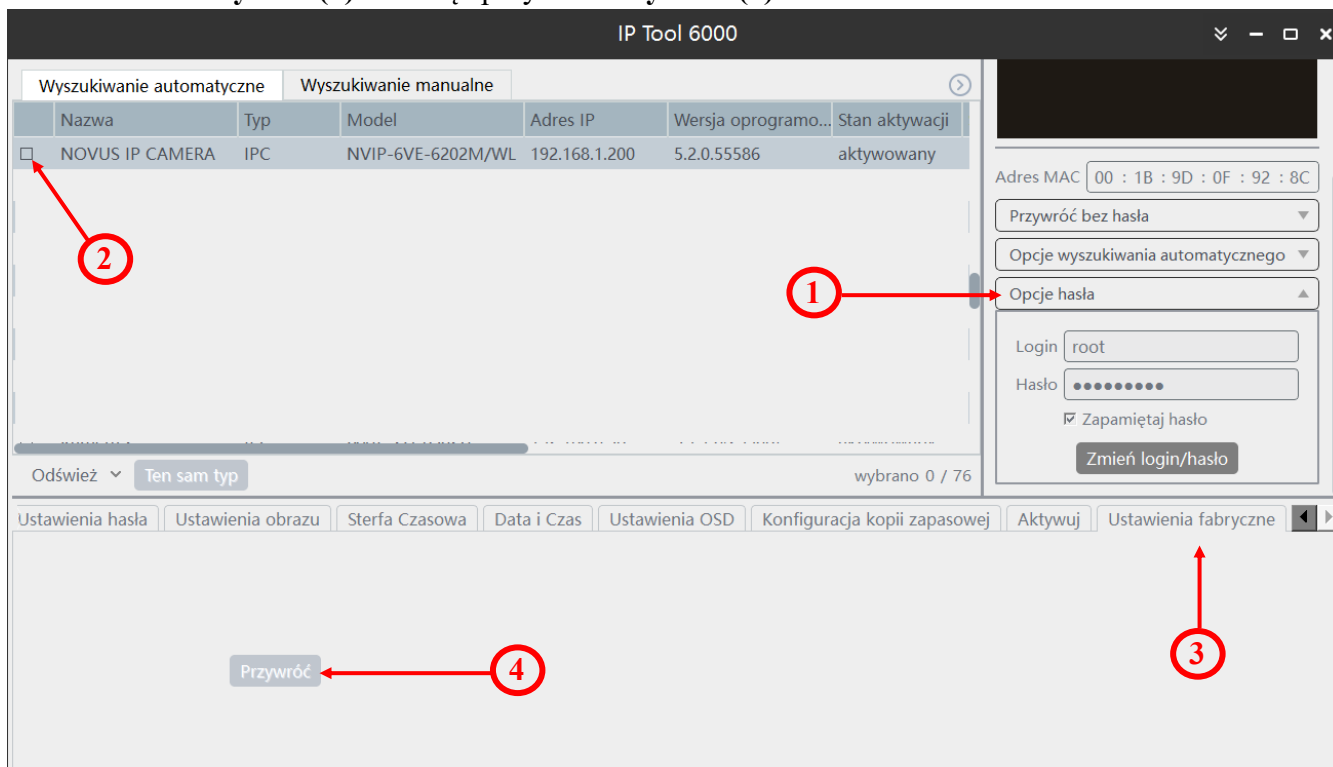 IP Tool 6000
Wyszukiwanie automatyczne Wyszukiwanie manualne
Nazwa Typ Model Adres IP Wersja oprogramo... Stan aktywacji
NOVUS IP CAMERA IPC NVIP-6VE-6202M/WL 192.168.1.200 5.2.0.55586 aktywowany
2
Odśwież Ten sam typ wybrano 0 / 76
Adres MAC 00 : 1B : 9D : 0F : 92 : 8C
Przywróć bez hasła
Opcje wyszukiwania automatycznego
1 Opcje hasła
Login root
Hasło ●●●●●●●●●
Zapamiętaj hasło
Zmień login/hasło
Ustawienia hasła Ustawienia obrazu Sterfa Czasowa Data i Czas Ustawienia OSD Konfiguracja kopii zapasowej Aktywuj Ustawienia fabryczne
3
Przywróć 4